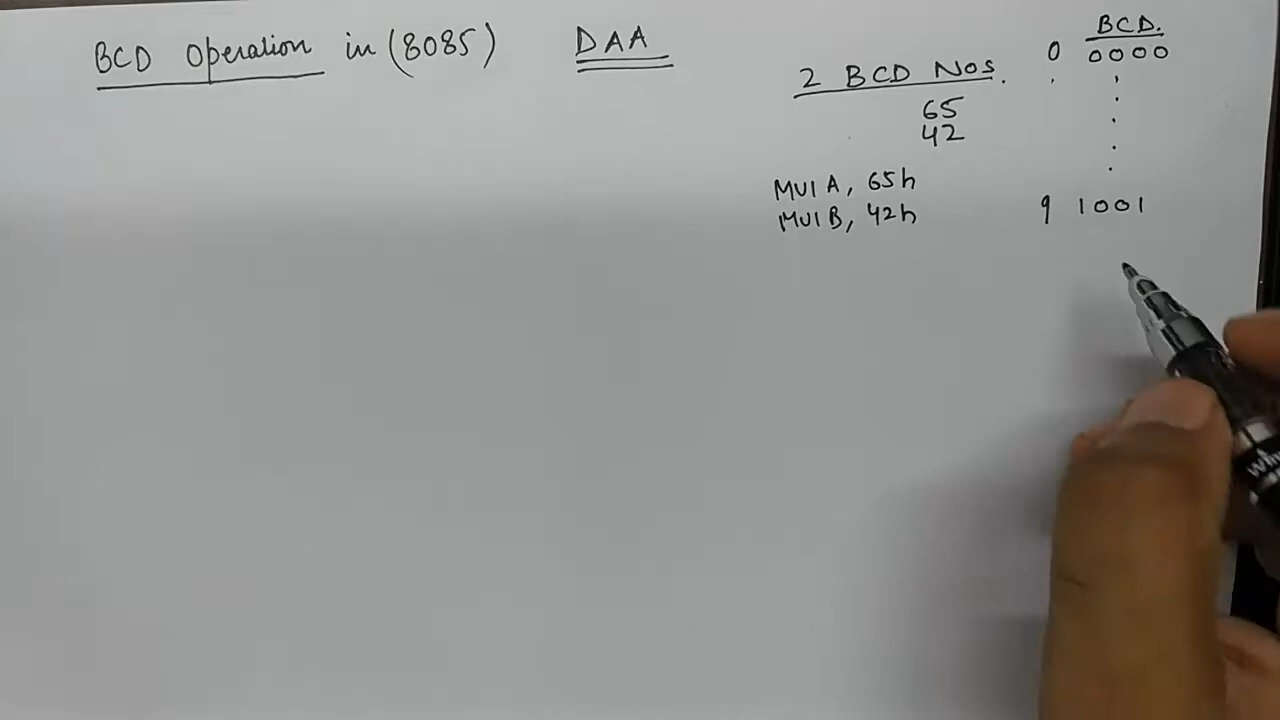 BCD Operation in (8085) DAA
2 BCD Nos.
65
42
MVI A, 65h
MVI B, 42h
BCD.
0 0000
9 1001